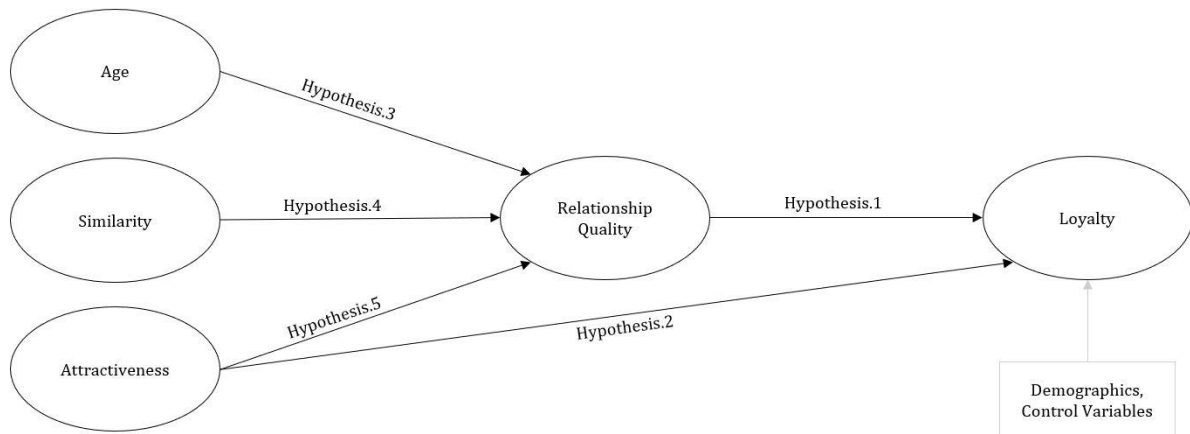 Age
Hypothesis.3
Similarity
Hypothesis.4
Relationship
Quality
Hypothesis.1
Loyalty
Attractiveness
Hypothesis.5
Hypothesis.2
Demographics,
Control Variables